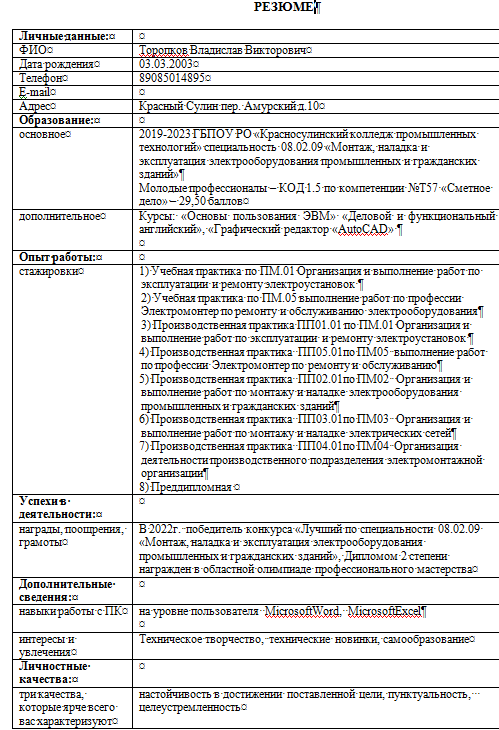 РЕЗЮМЕ
Личные данные:
ФИО Торопков Владислав Викторович
Дата рождения 03.03.2003
Телефон 89085014895
E-mail
Адрес Красный Сулин пер. Амурский д.10
Образование:
основное 2019-2023 ГБПОУ РО «Красносулинский колледж промышленных
технологий» специальность 08.02.09 «Монтаж, наладка и
эксплуатация электрооборудования промышленных и гражданских
зданий»
Молодые профессионалы – КОД 1.5 по компетенции №Т57 «Сметное
дело» – 29,50 баллов
дополнительное Курсы: «Основы пользования ЭВМ» «Деловой и функциональный
английский», «Графический редактор «AutoCAD»
Опыт работы:
стажировки 1) Учебная практика по ПМ.01 Организация и выполнение работ по
эксплуатации и ремонту электроустановок
2) Учебная практика по ПМ.05 выполнение работ по профессии
Электромонтер по ремонту и обслуживанию электрооборудования
3) Производственная практика ПП01.01 по ПМ.01 Организация и
выполнение работ по эксплуатации и ремонту электроустановок
4) Производственная практика ПП05.01по ПМ05 выполнение работ
по профессии Электромонтер по ремонту и обслуживанию
5) Производственная практика ПП02.01по ПМ02 Организация и
выполнение работ по монтажу и наладке электрооборудования
промышленных и гражданских зданий
6) Производственная практика ПП03.01по ПМ03 Организация и
выполнение работ по монтажу и наладке электрических сетей
7) Производственная практика ПП04.01по ПМ04 Организация
деятельности производственного подразделения электромонтажной
организации
8) Преддипломная
Успехи в
деятельности:
награды, поощрения, В 2022г. победитель конкурса «Лучший по специальности 08.02.09
грамоты «Монтаж, наладка и эксплуатация электрооборудования
промышленных и гражданских зданий», Дипломом 2 степени
награжден в областной олимпиаде профессионального мастерства
Дополнительные
сведения:
навыки работы с ПК на уровне пользователя MicrosoftWord, MicrosoftExcel
интересы и Техническое творчество, технические новинки, самообразование
увлечения
Личностные
качества:
три качества, настойчивость в достижении поставленной цели, пунктуальность,
которые ярче всего целеустремленность
вас характеризуют